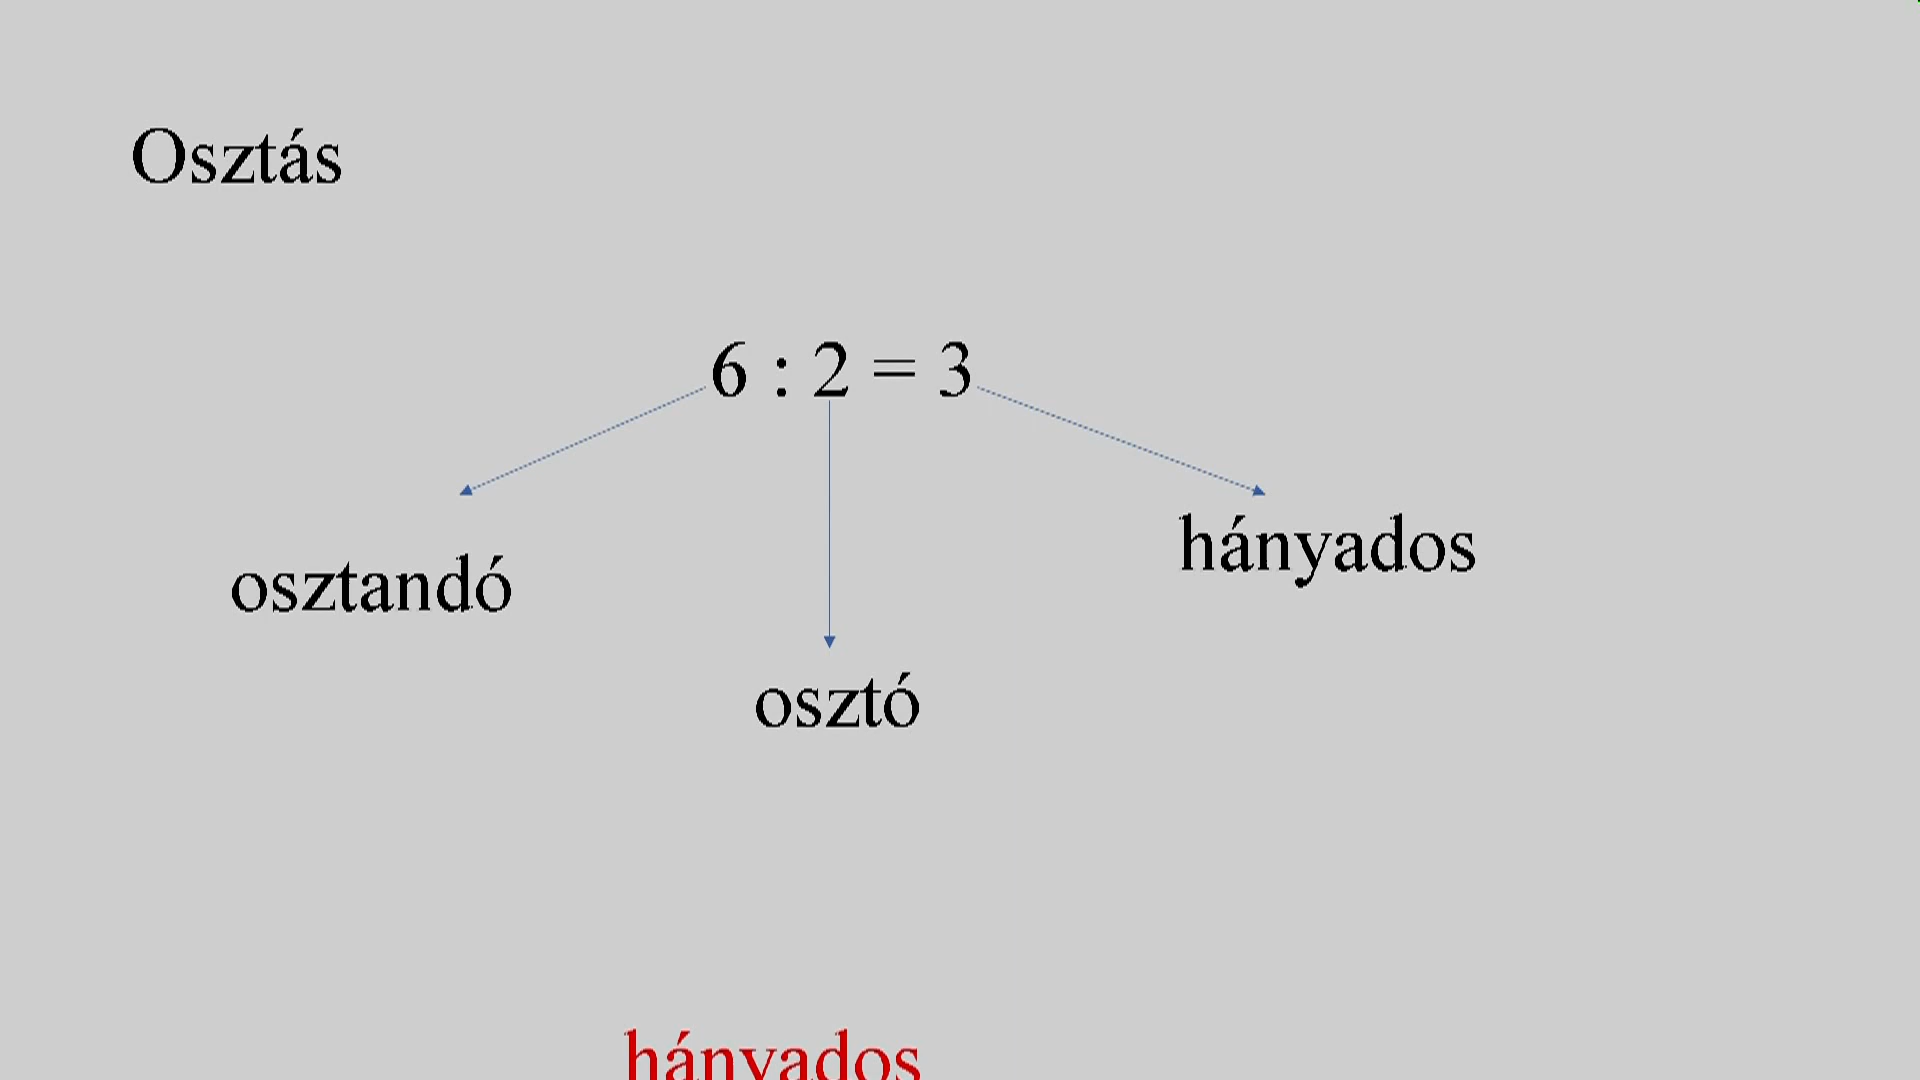 Osztás
6 : 2 = 3
osztandó
hányados
osztó
hányados